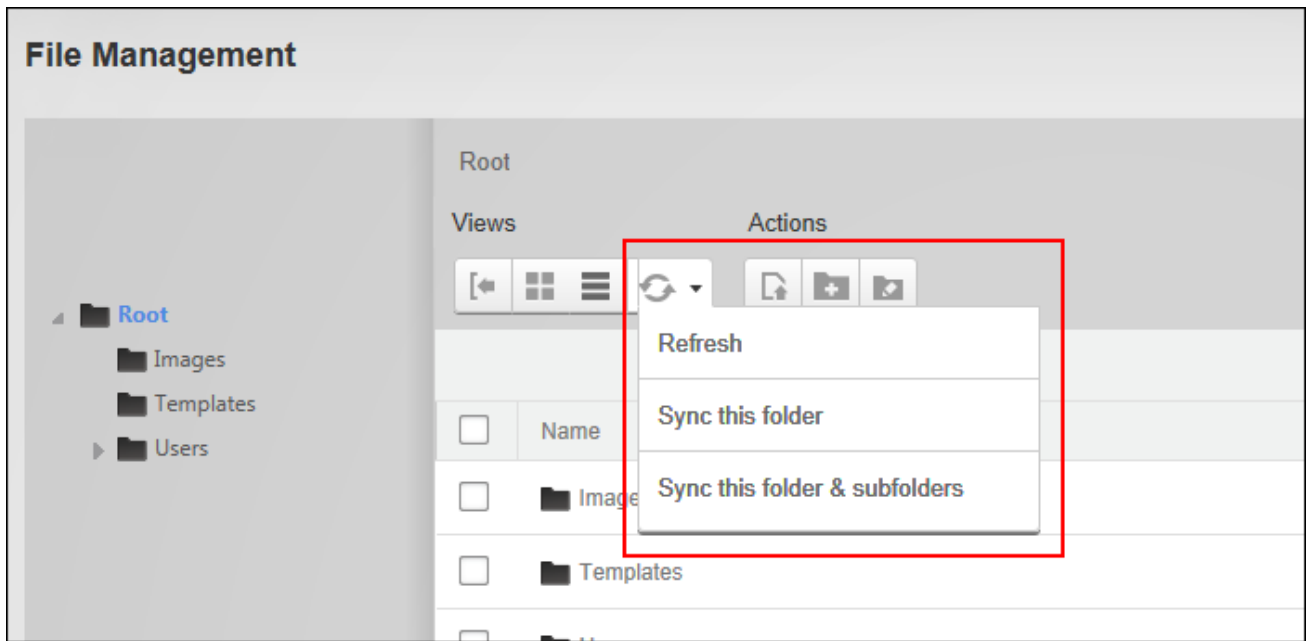 File Management
Root
Views Actions
Root
Images
Templates
Users
Refresh
Sync this folder
Sync this folder & subfolders
Name
Image
Templates